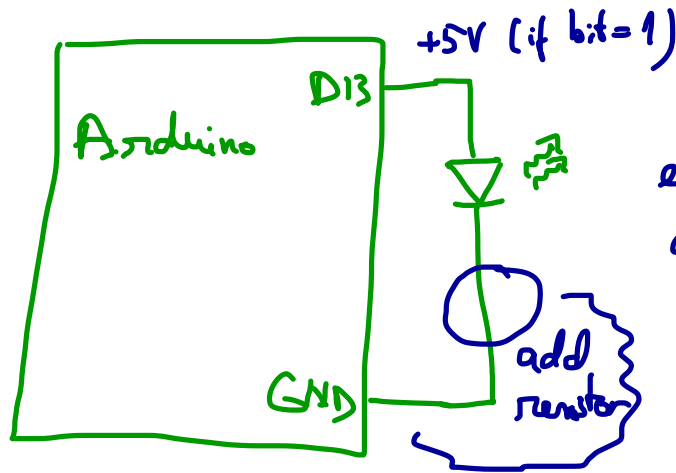 +5V (if bit=1)
D13
Arduino
add
resistor
GND